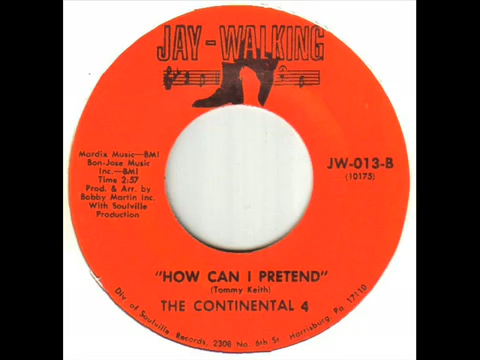 JAY-WALKING
Mardix Music—BMI
Bon-Jose Music
Inc.—BMI
Time 2:57
Prod. & Arr. by
Bobby Martin Inc.
With Soulville
Production
JW-013-B
(10175)
"HOW CAN I PRETEND"
(Tommy Keith)
THE CONTINENTAL 4
Div of Soulville Records, 2308 No. 6th St. Harrisburg Pa. 17110